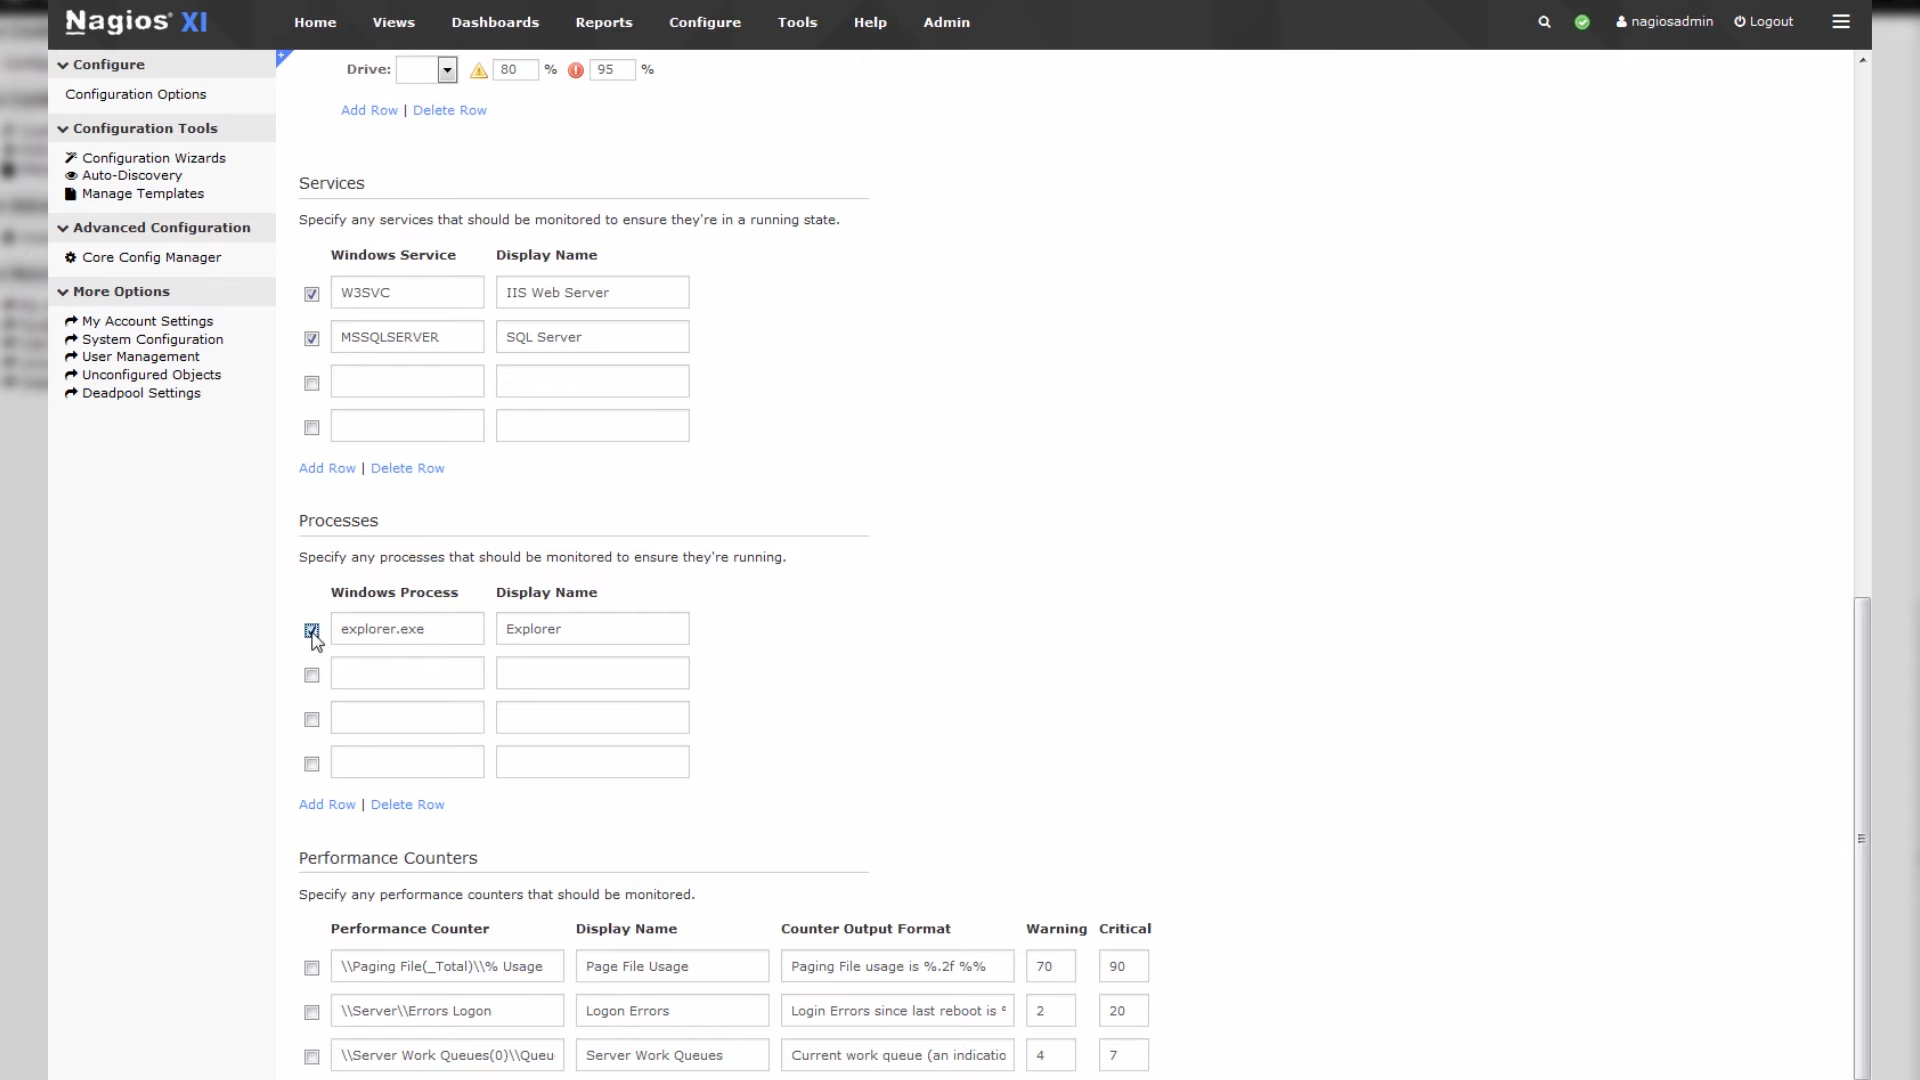 Nagios® XI
Home Views Dashboards Reports Configure Tools Help Admin
nagiosadmin Logout
Configure
Configuration Options
Configuration Tools
Configuration Wizards
Auto-Discovery
Manage Templates
Advanced Configuration
Core Config Manager
More Options
My Account Settings
System Configuration
User Management
Unconfigured Objects
Deadpool Settings
Drive: 80 % 95 %
Add Row | Delete Row
Services
Specify any services that should be monitored to ensure they're in a running state.
Windows Service Display Name
W3SVC IIS Web Server
MSSQLSERVER SQL Server
Add Row | Delete Row
Processes
Specify any processes that should be monitored to ensure they're running.
Windows Process Display Name
explorer.exe Explorer
Add Row | Delete Row
Performance Counters
Specify any performance counters that should be monitored.
Performance Counter Display Name Counter Output Format Warning Critical
\\Paging File(_Total)\\% Usage Page File Usage Paging File usage is %.2f %% 70 90
\\Server\\Errors Logon Logon Errors Login Errors since last reboot is 2 20
\\Server Work Queues(0)\\Queu Server Work Queues Current work queue (an indicatio 4 7